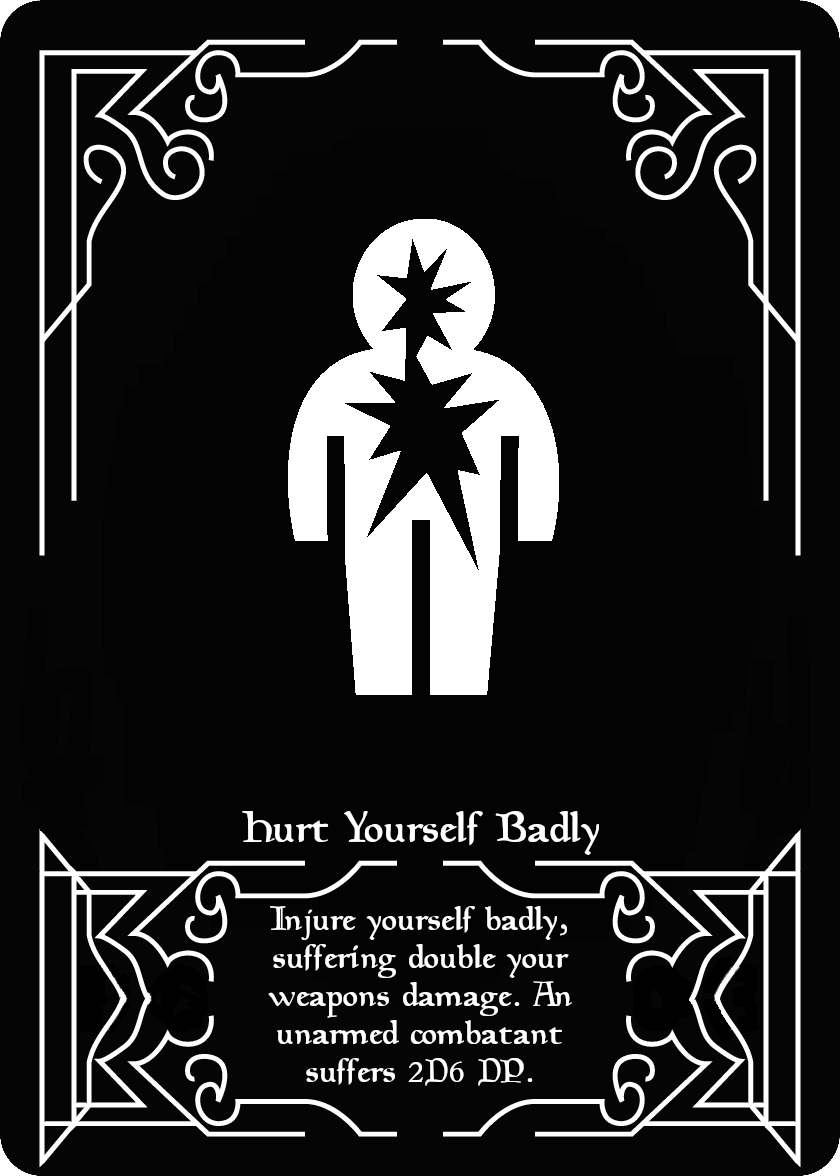 Hurt Yourself Badly
Injure yourself badly,
suffering double your
weapons damage. An
unarmed combatant
suffers 2D6 DP.